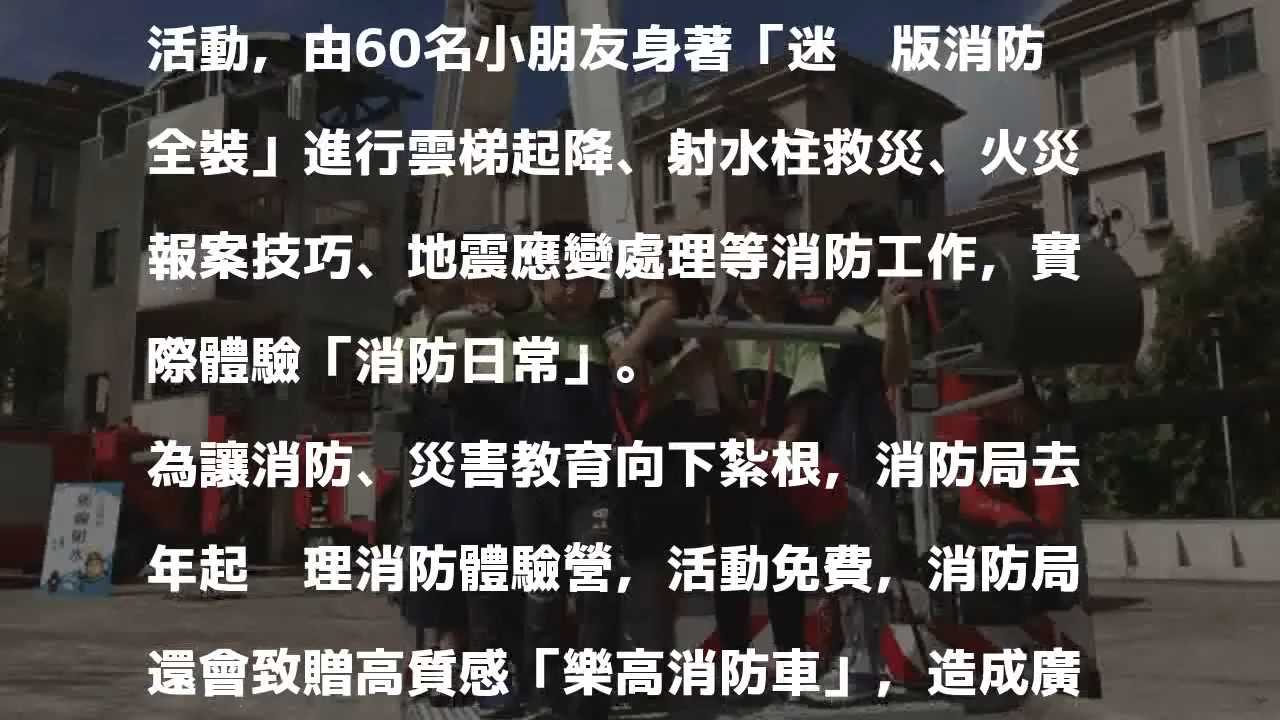 活動，由60名小朋友身著「迷　版消防
全裝」進行雲梯起降、射水柱救災、火災
報案技巧、地震應變處理等消防工作，實
際體驗「消防日常」。
為讓消防、災害教育向下紮根，消防局去
年起　理消防體驗營，活動免費，消防局
還會致贈高質感「樂高消防車」，造成廣